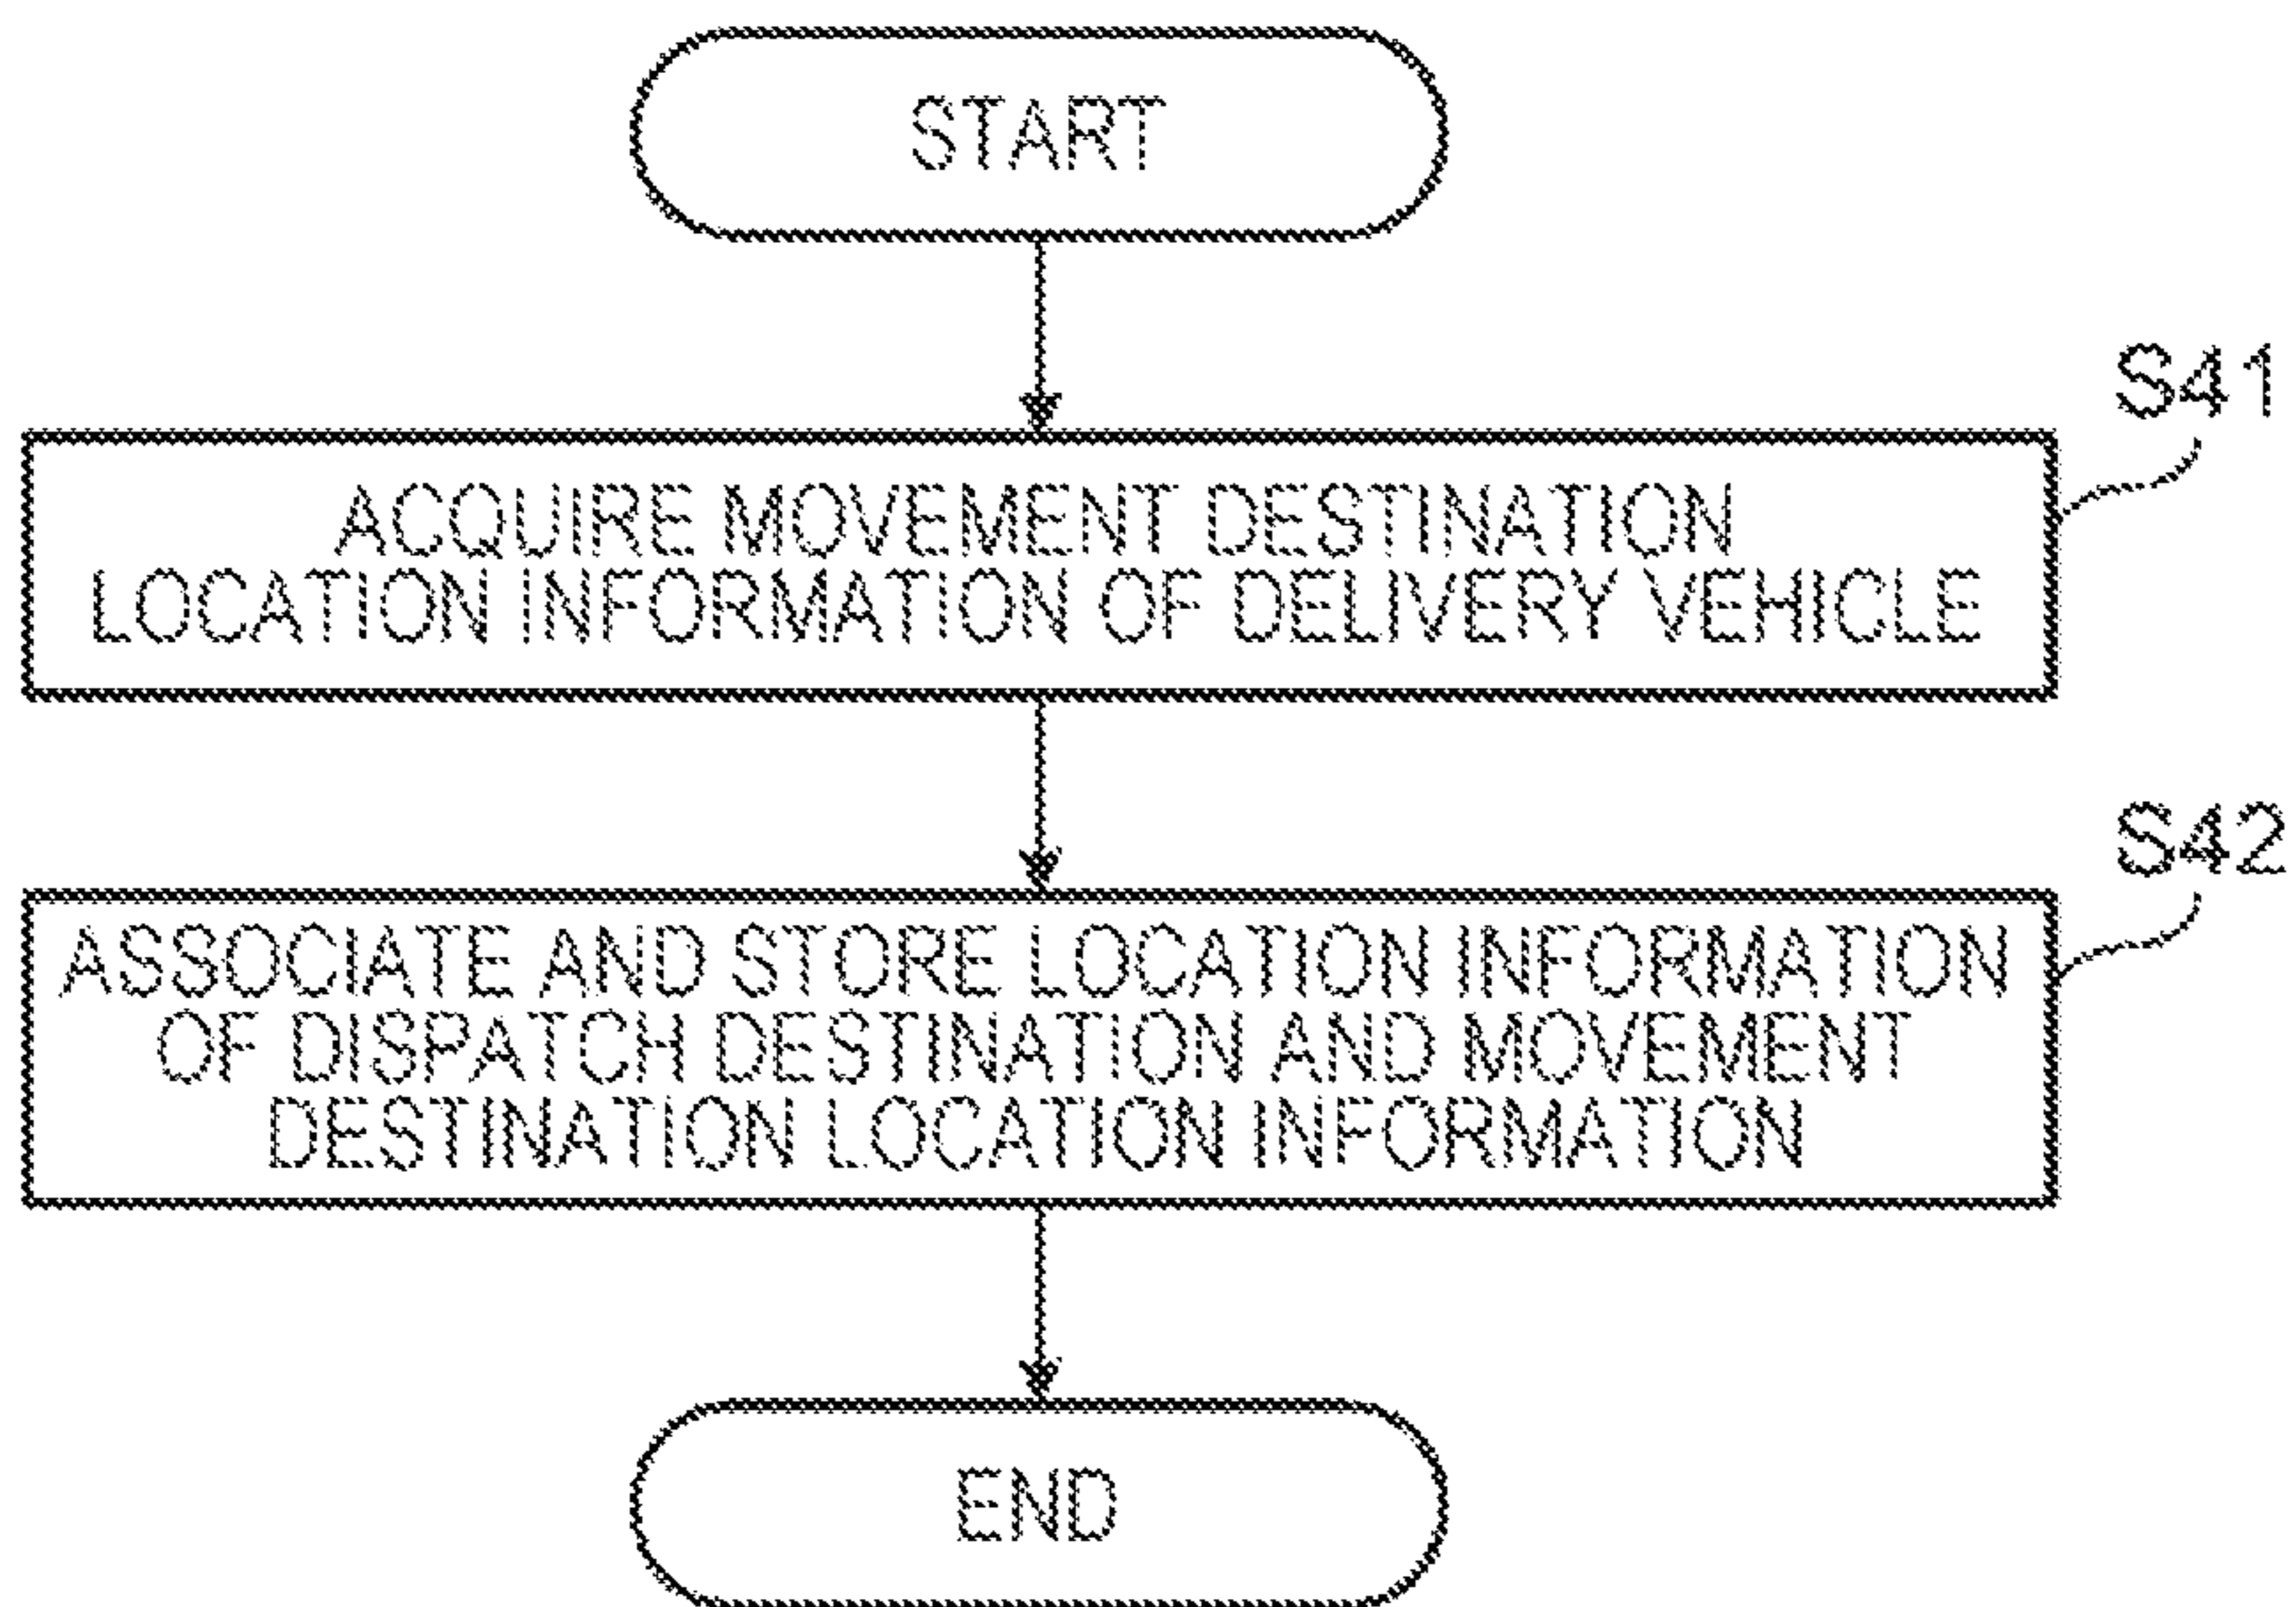 START
S41
ACQUIRE MOVEMENT DESTINATION
LOCATION INFORMATION OF DELIVERY VEHICLE
S42
ASSOCIATE AND STORE LOCATION INFORMATION
OF DISPATCH DESTINATION AND MOVEMENT
DESTINATION LOCATION INFORMATION
END